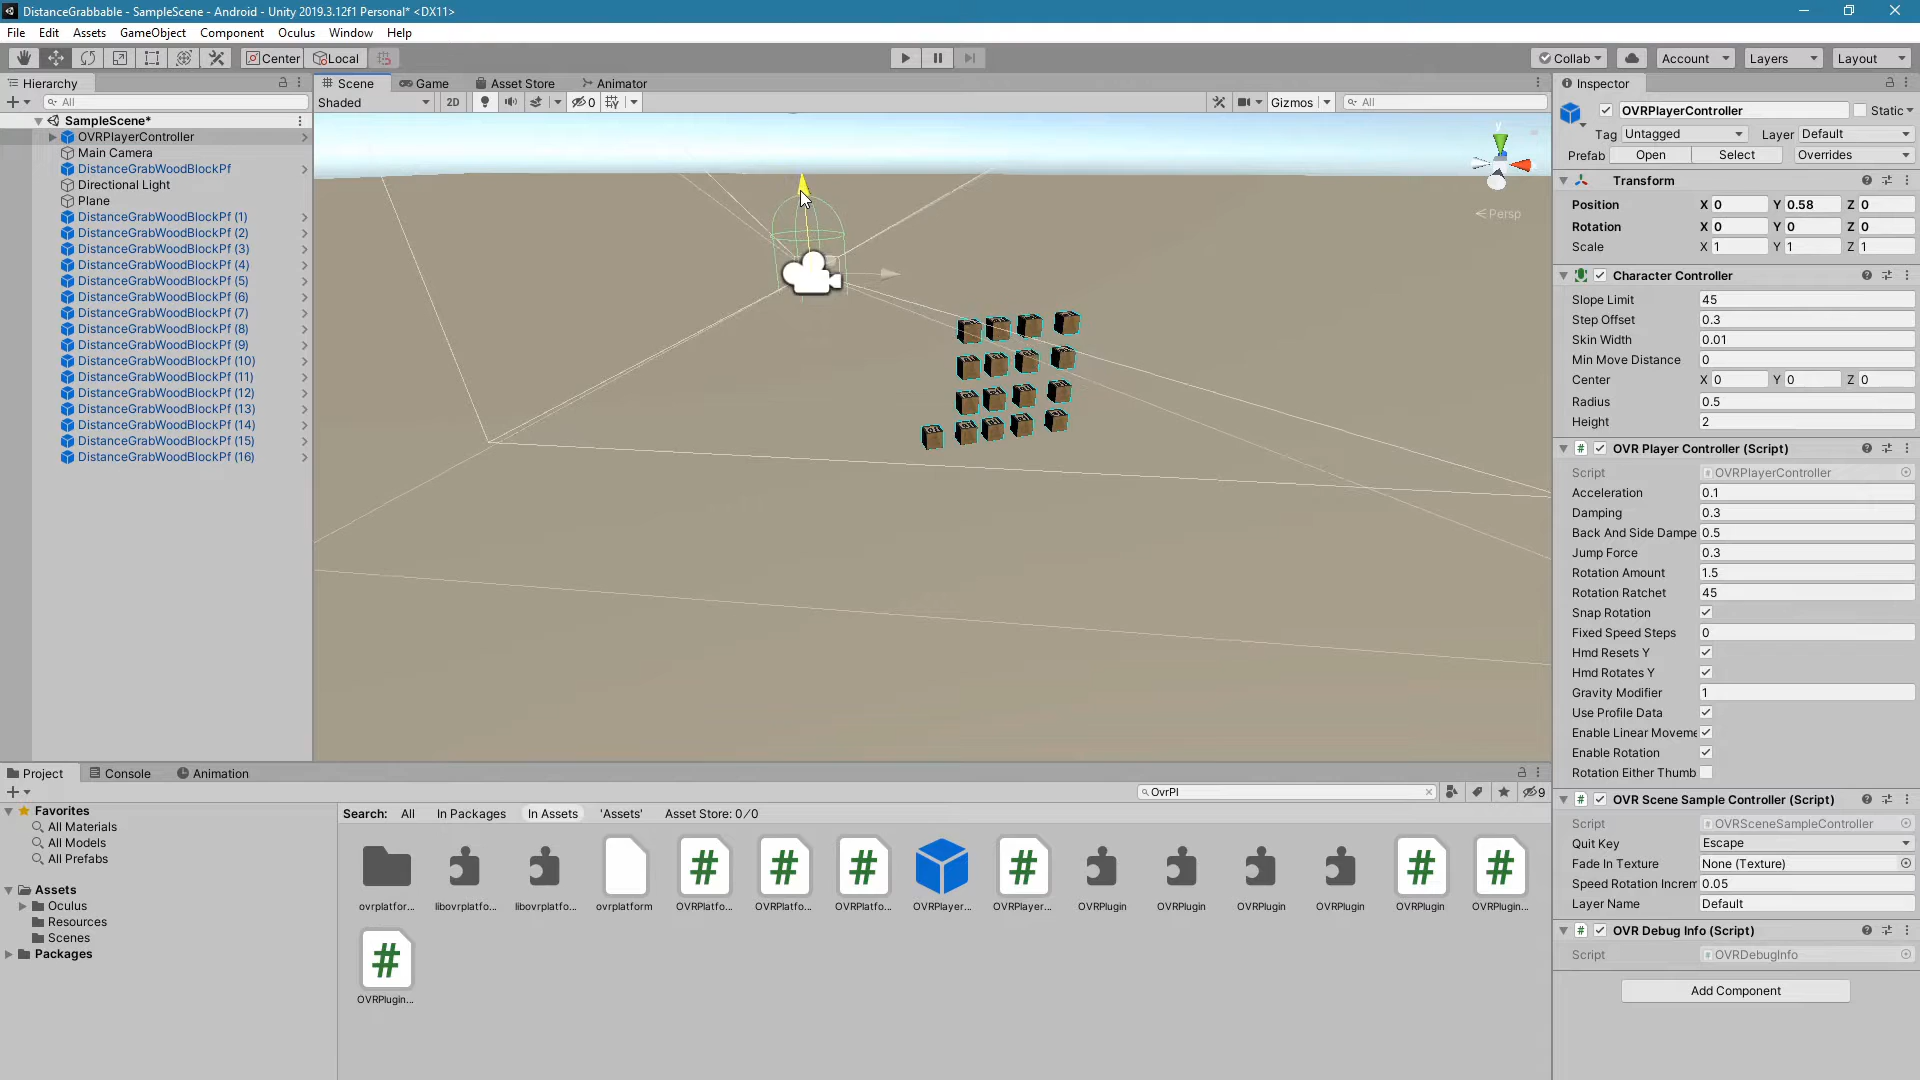 DistanceGrabbable - SampleScene - Android - Unity 2019.3.12f1 Personal* <DX11>
File Edit Assets GameObject Component Oculus Window Help
Center Local Collab Account Layers Layout
Hierarchy
All
SampleScene*
OVRPlayerController
Main Camera
DistanceGrabWoodBlockPf
Directional Light
Plane
DistanceGrabWoodBlockPf (1)
DistanceGrabWoodBlockPf (2)
DistanceGrabWoodBlockPf (3)
DistanceGrabWoodBlockPf (4)
DistanceGrabWoodBlockPf (5)
DistanceGrabWoodBlockPf (6)
DistanceGrabWoodBlockPf (7)
DistanceGrabWoodBlockPf (8)
DistanceGrabWoodBlockPf (9)
DistanceGrabWoodBlockPf (10)
DistanceGrabWoodBlockPf (11)
DistanceGrabWoodBlockPf (12)
DistanceGrabWoodBlockPf (13)
DistanceGrabWoodBlockPf (14)
DistanceGrabWoodBlockPf (15)
DistanceGrabWoodBlockPf (16)
Scene Game Asset Store Animator
Shaded 2D 0 Gizmos All
y
Persp
Inspector
OVRPlayerController Static
Tag Untagged Layer Default
Prefab Open Select Overrides
Transform
Position X 0 Y 0.58 Z 0
Rotation X 0 Y 0 Z 0
Scale X 1 Y 1 Z 1
Character Controller
Slope Limit 45
Step Offset 0.3
Skin Width 0.01
Min Move Distance 0
Center X 0 Y 0 Z 0
Radius 0.5
Height 2
OVR Player Controller (Script)
Script OVRPlayerController
Acceleration 0.1
Damping 0.3
Back And Side Dampe 0.5
Jump Force 0.3
Rotation Amount 1.5
Rotation Ratchet 45
Snap Rotation
Fixed Speed Steps 0
Hmd Resets Y
Hmd Rotates Y
Gravity Modifier 1
Use Profile Data
Enable Linear Moveme
Enable Rotation
Rotation Either Thumb
OVR Scene Sample Controller (Script)
Script OVRSceneSampleController
Quit Key Escape
Fade In Texture None (Texture)
Speed Rotation Increm 0.05
Layer Name Default
OVR Debug Info (Script)
Script OVRDebugInfo
Add Component
Project Console Animation
OvrPl 9
Favorites
All Materials
All Models
All Prefabs
Assets
Oculus
Resources
Scenes
Packages
Search: All In Packages In Assets 'Assets' Asset Store: 0/0
ovrplatfor... libovrplatfo... libovrplatfo... ovrplatform OVRPlatfo... OVRPlatfo... OVRPlatfo... OVRPlayer... OVRPlayer... OVRPlugin OVRPlugin OVRPlugin OVRPlugin OVRPlugin OVRPlugin...
OVRPlugin...